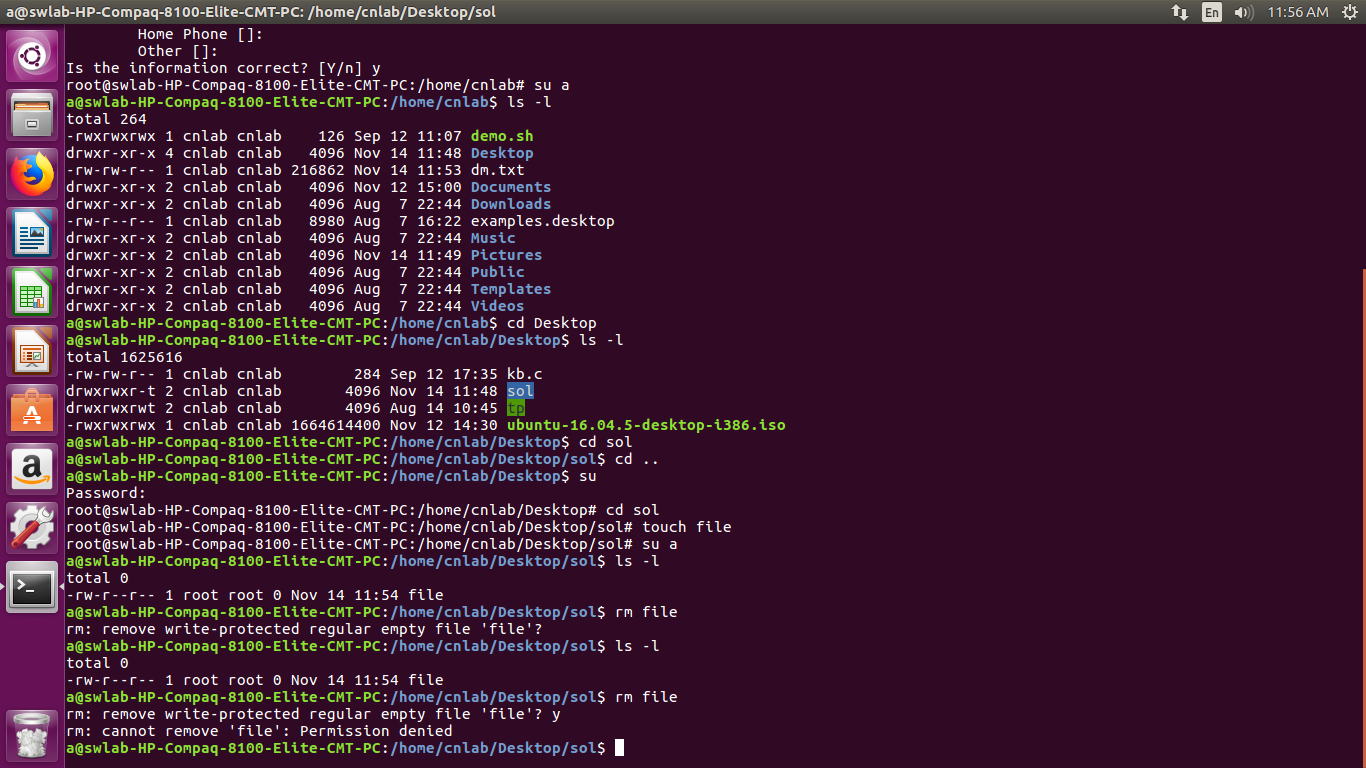 a@swlab-HP-Compaq-8100-Elite-CMT-PC: /home/cnlab/Desktop/sol En 11:56 AM
        Home Phone []:
        Other []:
Is the information correct? [Y/n] y
root@swlab-HP-Compaq-8100-Elite-CMT-PC:/home/cnlab# su a
a@swlab-HP-Compaq-8100-Elite-CMT-PC:/home/cnlab$ ls -l
total 264
-rwxrwxrwx 1 cnlab cnlab    126 Sep 12 11:07 demo.sh
drwxr-xr-x 4 cnlab cnlab   4096 Nov 14 11:48 Desktop
-rw-rw-r-- 1 cnlab cnlab 216862 Nov 14 11:53 dm.txt
drwxr-xr-x 2 cnlab cnlab   4096 Nov 12 15:00 Documents
drwxr-xr-x 2 cnlab cnlab   4096 Aug  7 22:44 Downloads
-rw-r--r-- 1 cnlab cnlab   8980 Aug  7 16:22 examples.desktop
drwxr-xr-x 2 cnlab cnlab   4096 Aug  7 22:44 Music
drwxr-xr-x 2 cnlab cnlab   4096 Nov 14 11:49 Pictures
drwxr-xr-x 2 cnlab cnlab   4096 Aug  7 22:44 Public
drwxr-xr-x 2 cnlab cnlab   4096 Aug  7 22:44 Templates
drwxr-xr-x 2 cnlab cnlab   4096 Aug  7 22:44 Videos
a@swlab-HP-Compaq-8100-Elite-CMT-PC:/home/cnlab$ cd Desktop
a@swlab-HP-Compaq-8100-Elite-CMT-PC:/home/cnlab/Desktop$ ls -l
total 1625616
-rw-rw-r-- 1 cnlab cnlab        284 Sep 12 17:35 kb.c
drwxrwxr-t 2 cnlab cnlab       4096 Nov 14 11:48 sol
drwxrwxrwt 2 cnlab cnlab       4096 Aug 14 10:45 tp
-rwxrwxrwx 1 cnlab cnlab 1664614400 Nov 12 14:30 ubuntu-16.04.5-desktop-i386.iso
a@swlab-HP-Compaq-8100-Elite-CMT-PC:/home/cnlab/Desktop$ cd sol
a@swlab-HP-Compaq-8100-Elite-CMT-PC:/home/cnlab/Desktop/sol$ cd ..
a@swlab-HP-Compaq-8100-Elite-CMT-PC:/home/cnlab/Desktop$ su
Password:
root@swlab-HP-Compaq-8100-Elite-CMT-PC:/home/cnlab/Desktop# cd sol
root@swlab-HP-Compaq-8100-Elite-CMT-PC:/home/cnlab/Desktop/sol# touch file
root@swlab-HP-Compaq-8100-Elite-CMT-PC:/home/cnlab/Desktop/sol# su a
a@swlab-HP-Compaq-8100-Elite-CMT-PC:/home/cnlab/Desktop/sol$ ls -l
total 0
-rw-r--r-- 1 root root 0 Nov 14 11:54 file
a@swlab-HP-Compaq-8100-Elite-CMT-PC:/home/cnlab/Desktop/sol$ rm file
rm: remove write-protected regular empty file 'file'?
a@swlab-HP-Compaq-8100-Elite-CMT-PC:/home/cnlab/Desktop/sol$ ls -l
total 0
-rw-r--r-- 1 root root 0 Nov 14 11:54 file
a@swlab-HP-Compaq-8100-Elite-CMT-PC:/home/cnlab/Desktop/sol$ rm file
rm: remove write-protected regular empty file 'file'? y
rm: cannot remove 'file': Permission denied
a@swlab-HP-Compaq-8100-Elite-CMT-PC:/home/cnlab/Desktop/sol$